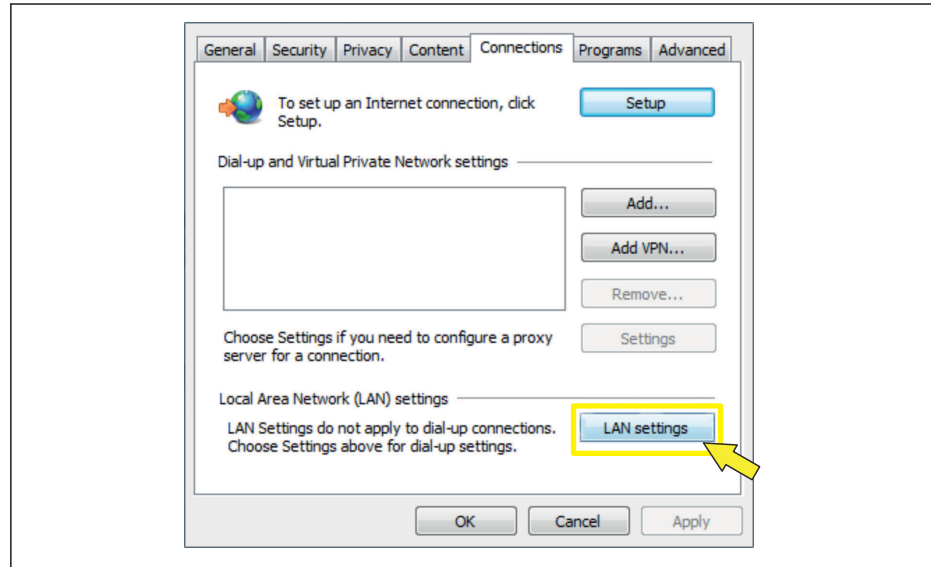 General Security Privacy Content Connections Programs Advanced
To set up an Internet connection, click
Setup.
Setup
Dial-up and Virtual Private Network settings
Add...
Add VPN...
Remove...
Choose Settings if you need to configure a proxy
server for a connection.
Settings
Local Area Network (LAN) settings
LAN Settings do not apply to dial-up connections.
Choose Settings above for dial-up settings.
LAN settings
OK Cancel Apply